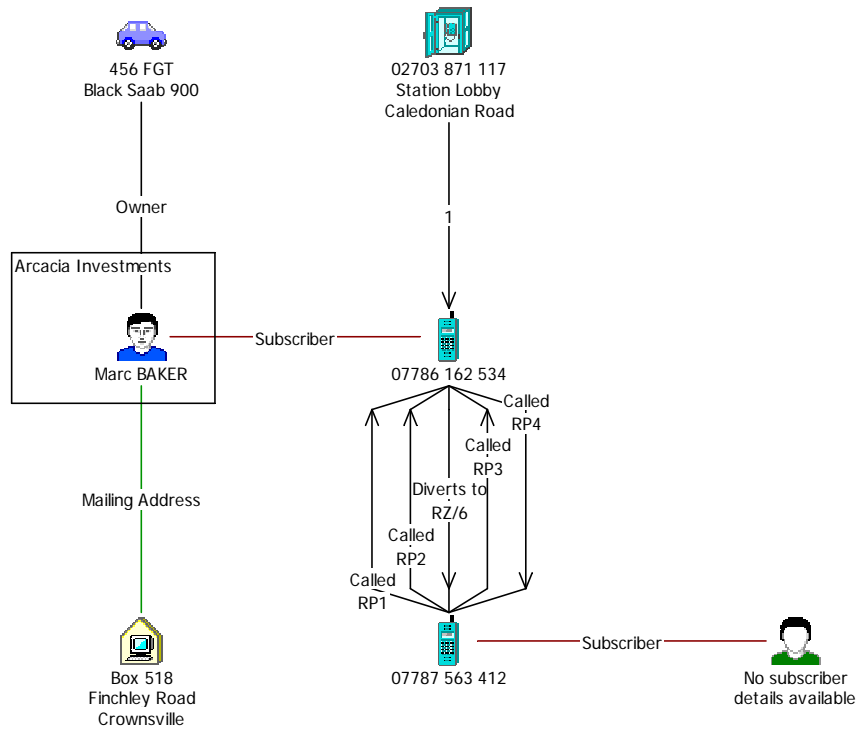 456 FGT
Black Saab 900
02703 871 117
Station Lobby
Caledonian Road
Owner
1
Arcacia Investments
Marc BAKER
Subscriber
07786 162 534
Called
RP4
Called
RP3
Diverts to
RZ/6
Called
RP2
Called
RP1
Mailing Address
Box 518
Finchley Road
Crownsville
07787 563 412
Subscriber
No subscriber
details available